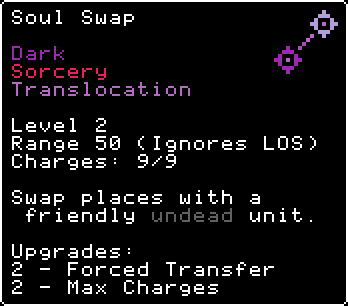 Soul Swap
Dark
Sorcery
Translocation
Level 2
Range 50 (Ignores LOS)
Charges: 9/9
Swap places with a
friendly undead unit.
Upgrades:
2 - Forced Transfer
2 - Max Charges